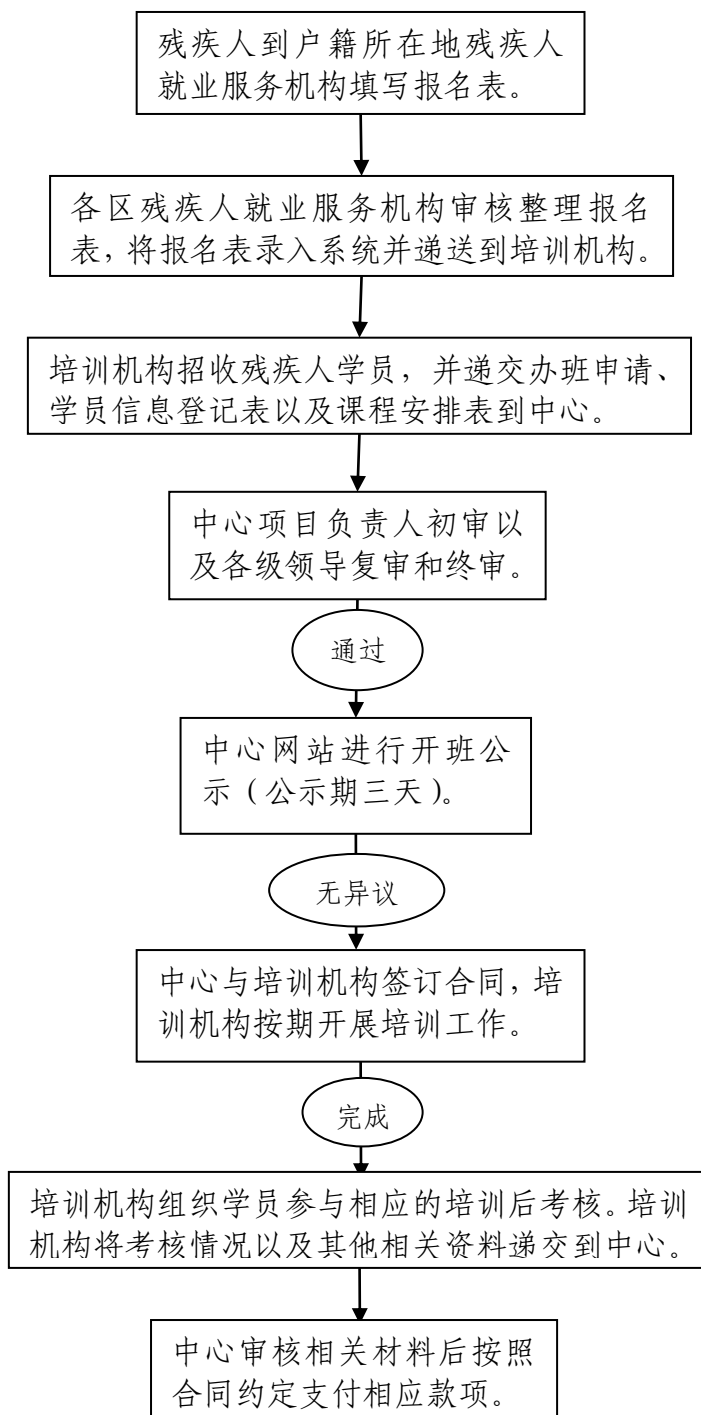 残疾人到户籍所在地残疾人
就业服务机构填写报名表。
各区残疾人就业服务机构审核整理报名
表，将报名表录入系统并递送到培训机构。
培训机构招收残疾人学员，并递交办班申请、
学员信息登记表以及课程安排表到中心。
中心项目负责人初审以
及各级领导复审和终审。
通过
中心网站进行开班公
示（公示期三天）。
无异议
中心与培训机构签订合同，培
训机构按期开展培训工作。
完成
培训机构组织学员参与相应的培训后考核。培训
机构将考核情况以及其他相关资料递交到中心。
中心审核相关材料后按照
合同约定支付相应款项。